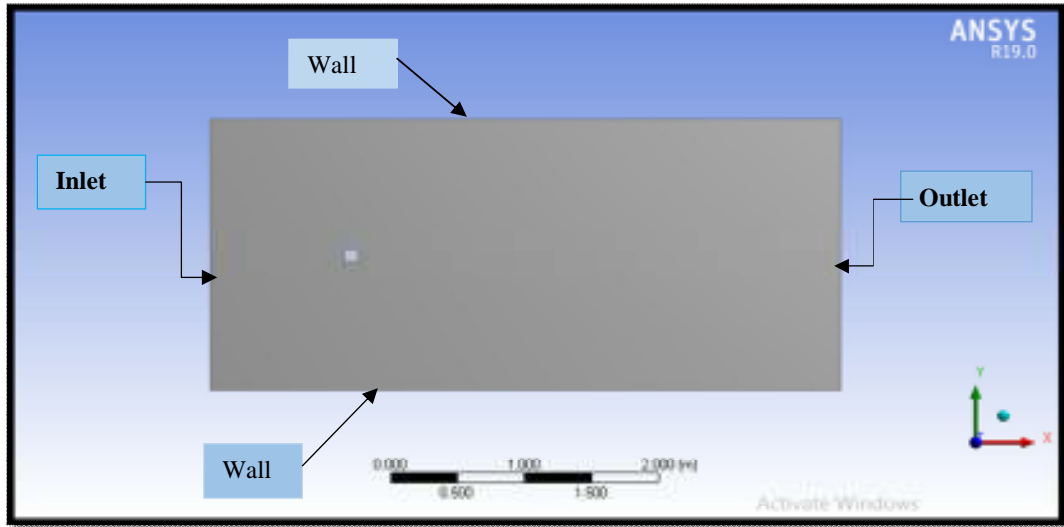 ANSYS
R19.0
Wall
Inlet
Outlet
Wall
Y
X
0.000 1.000 2.000 (m)
0.500 1.500
Activate Windows